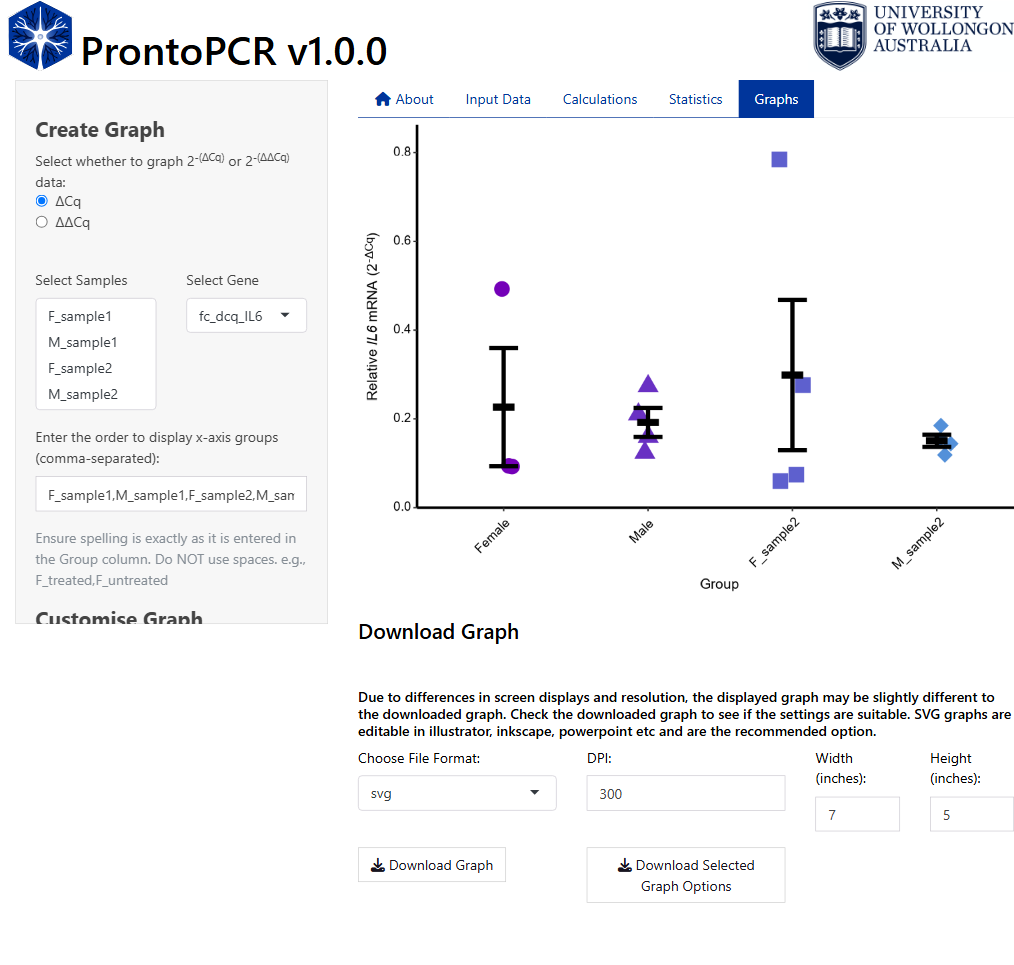 ProntoPCR v1.0.0
UNIVERSITY
OF WOLLONGONG
AUSTRALIA
Create Graph
Select whether to graph 2-(ΔCq) or 2-(ΔΔCq)
data:
ΔCq
ΔΔCq
Select Samples
F_sample1
M_sample1
F_sample2
M_sample2
Select Gene
fc_dcq_IL6
Enter the order to display x-axis groups
(comma-separated):
F_sample1,M_sample1,F_sample2,M_sam
Ensure spelling is exactly as it is entered in
the Group column. Do NOT use spaces. e.g.,
F_treated,F_untreated
Customise Graph
About
Input Data
Calculations
Statistics
Graphs
Relative IL6 mRNA (2-ΔCq)
0.8
0.6
0.4
0.2
0.0
Female
Male
F_sample2
M_sample2
Group
Download Graph
Due to differences in screen displays and resolution, the displayed graph may be slightly different to
the downloaded graph. Check the downloaded graph to see if the settings are suitable. SVG graphs are
editable in illustrator, inkscape, powerpoint etc and are the recommended option.
Choose File Format:
svg
DPI:
300
Width
(inches):
7
Height
(inches):
5
Download Graph
Download Selected
Graph Options